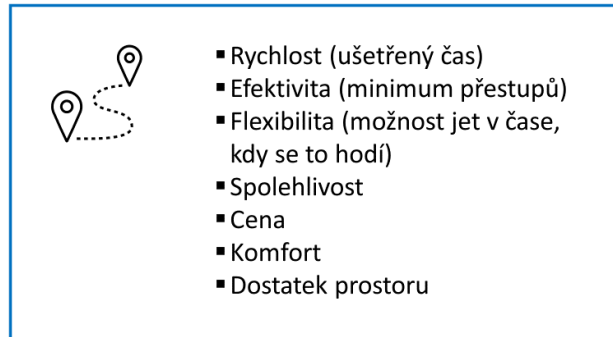 ▪ Rychlost (ušetřený čas)
▪ Efektivita (minimum přestupů)
▪ Flexibilita (možnost jet v čase,
kdy se to hodí)
▪ Spolehlivost
▪ Cena
▪ Komfort
▪ Dostatek prostoru